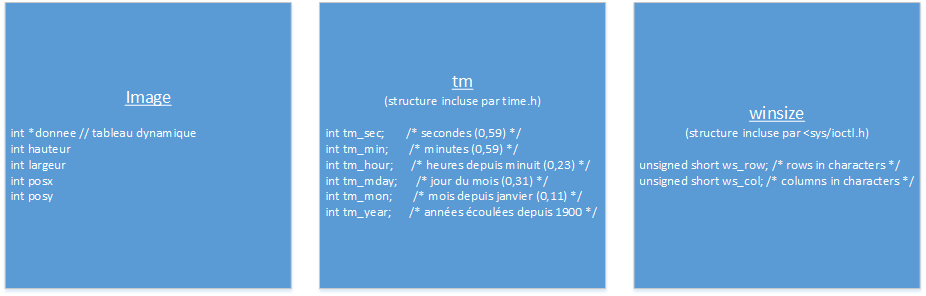 Image
int *donnee // tableau dynamique
int hauteur
int largeur
int posx
int posy
tm
(structure incluse par time.h)
int tm_sec; /* secondes (0,59) */
int tm_min; /* minutes (0,59) */
int tm_hour; /* heures depuis minuit (0,23) */
int tm_mday; /* jour du mois (0,31) */
int tm_mon; /* mois depuis janvier (0,11) */
int tm_year; /* années écoulées depuis 1900 */
winsize
(structure incluse par <sys/ioctl.h)
unsigned short ws_row; /* rows in characters */
unsigned short ws_col; /* columns in characters */